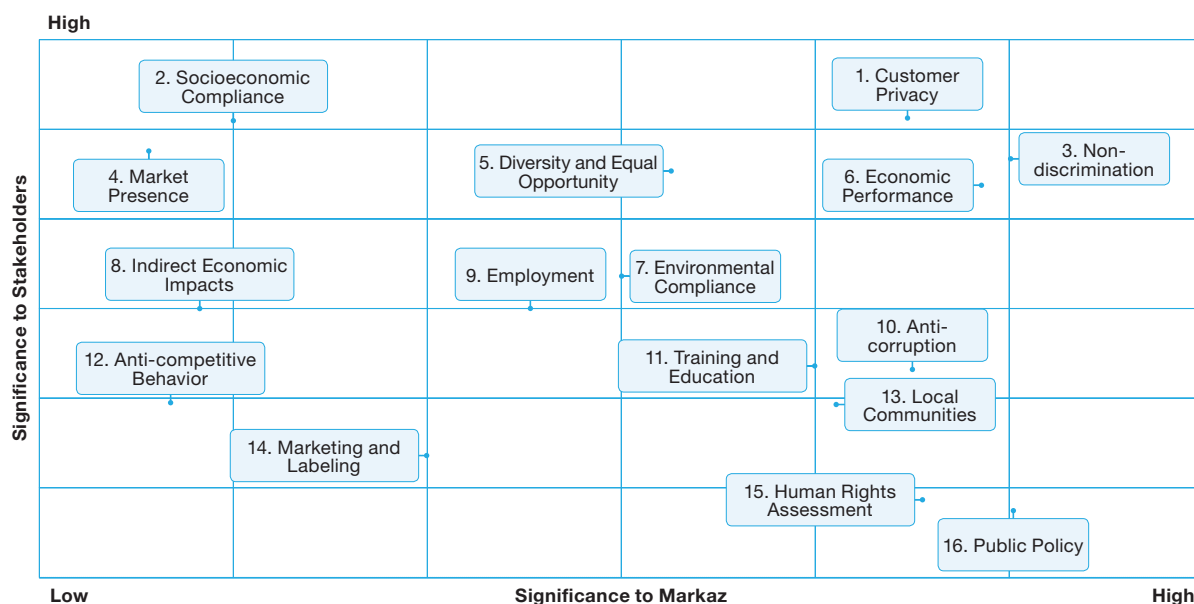 High
2. Socioeconomic
Compliance
1. Customer
Privacy
3. Non-
discrimination
4. Market
Presence
5. Diversity and Equal
Opportunity
6. Economic
Performance
8. Indirect Economic
Impacts
9. Employment
7. Environmental
Compliance
10. Anti-
corruption
12. Anti-competitive
Behavior
11. Training and
Education
13. Local
Communities
14. Marketing and
Labeling
15. Human Rights
Assessment
16. Public Policy
Significance to Stakeholders
Low
Significance to Markaz
High